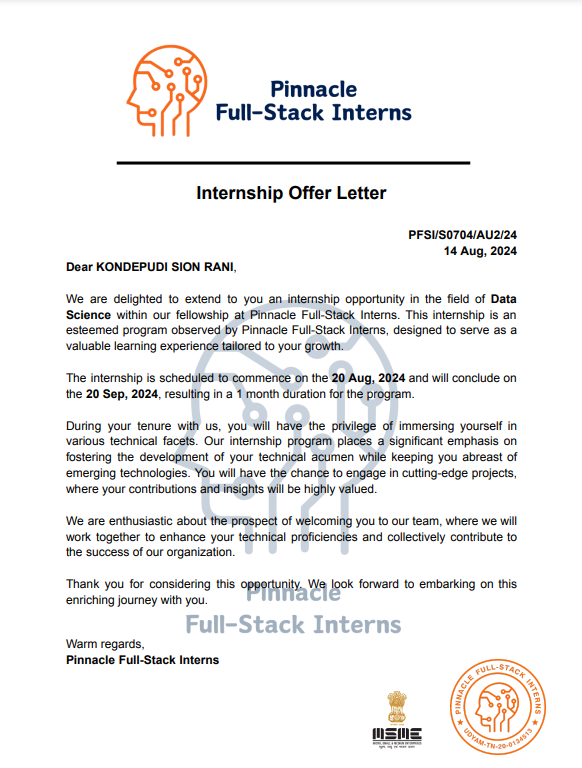 Pinnacle
Full-Stack Interns
Internship Offer Letter
PFSI/S0704/AU2/24
14 Aug, 2024
Dear KONDEPUDI SION RANI,
We are delighted to extend to you an internship opportunity in the field of Data
Science within our fellowship at Pinnacle Full-Stack Interns. This internship is an
esteemed program observed by Pinnacle Full-Stack Interns, designed to serve as a
valuable learning experience tailored to your growth.
The internship is scheduled to commence on the 20 Aug, 2024 and will conclude on
the 20 Sep, 2024, resulting in a 1 month duration for the program.
During your tenure with us, you will have the privilege of immersing yourself in
various technical facets. Our internship program places a significant emphasis on
fostering the development of your technical acumen while keeping you abreast of
emerging technologies. You will have the chance to engage in cutting-edge projects,
where your contributions and insights will be highly valued.
We are enthusiastic about the prospect of welcoming you to our team, where we will
work together to enhance your technical proficiencies and collectively contribute to
the success of our organization.
Thank you for considering this opportunity. We look forward to embarking on this
enriching journey with you.
Pinnacle
Full-Stack Interns
Warm regards,
Pinnacle Full-Stack Interns
MSME
MICRO, SMALL & MEDIUM ENTERPRISES
PINNACLE FULL-STACK INTERNS
UDYAM-TN-20-0134513